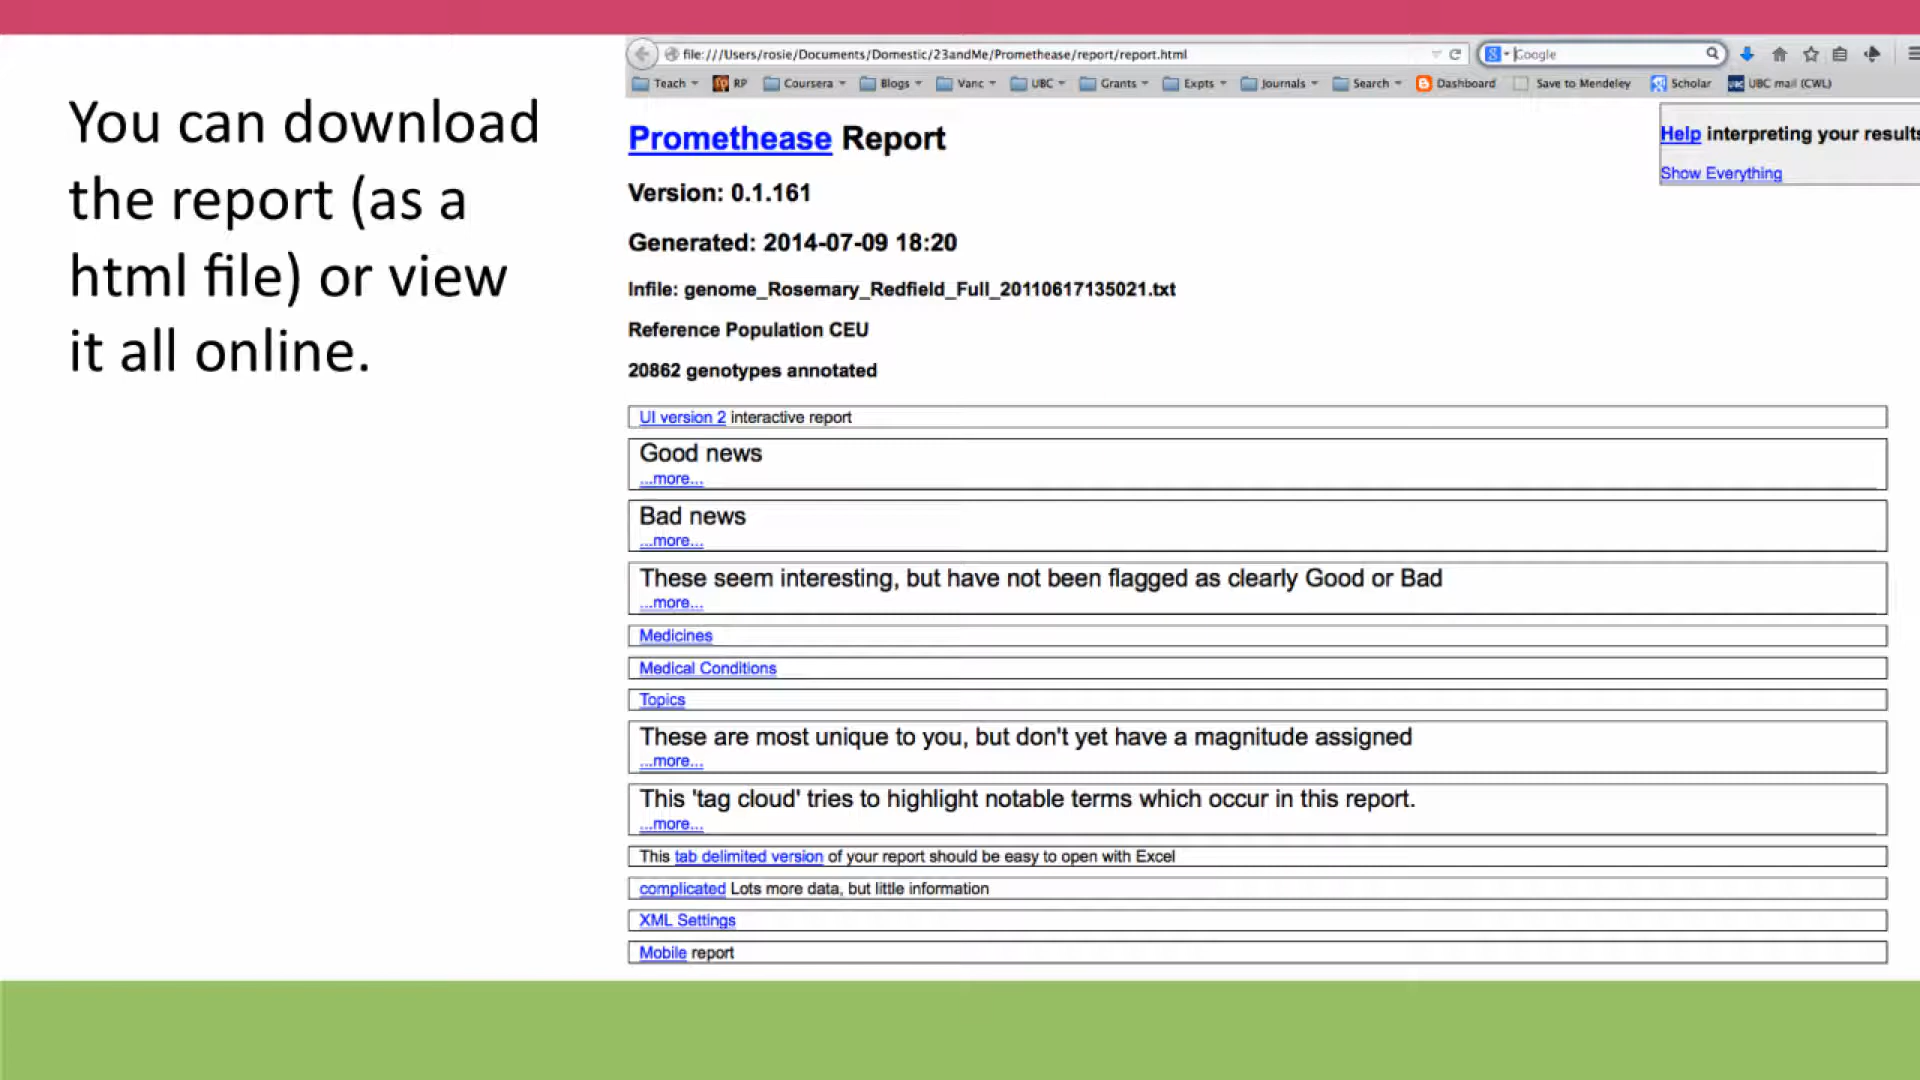 You can download
the report (as a
html file) or view
it all online.
file:///Users/rosie/Documents/Domestic/23andMe/Promethease/report/report.html
Google
Teach RP Coursera Blogs Vanc UBC Grants Expts Journals Search Dashboard Save to Mendeley Scholar UBC mail (CWL)
Promethease Report
Help interpreting your results
Show Everything
Version: 0.1.161
Generated: 2014-07-09 18:20
Infile: genome_Rosemary_Redfield_Full_20110617135021.txt
Reference Population CEU
20862 genotypes annotated
UI version 2 interactive report
Good news
...more...
Bad news
...more...
These seem interesting, but have not been flagged as clearly Good or Bad
...more...
Medicines
Medical Conditions
Topics
These are most unique to you, but don't yet have a magnitude assigned
...more...
This 'tag cloud' tries to highlight notable terms which occur in this report.
...more...
This tab delimited version of your report should be easy to open with Excel
complicated Lots more data, but little information
XML Settings
Mobile report